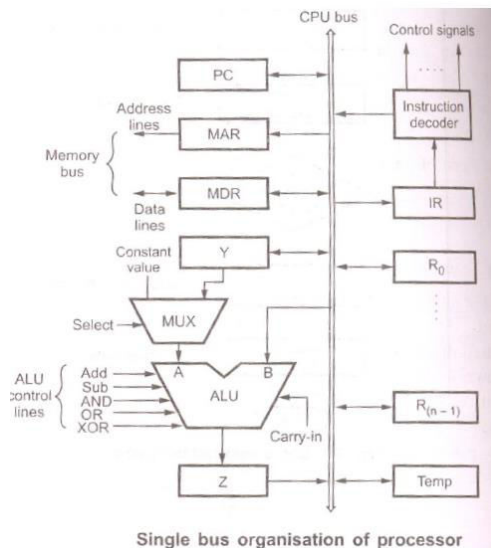 CPU bus
Control signals
. . . .
PC
Instruction
decoder
Address
lines
MAR
Memory
bus
MDR
IR
Data
lines
Constant
value
Y
R0
Select
MUX
A
B
ALU
control
lines
Add
Sub
AND
OR
XOR
ALU
Carry-in
R(n – 1)
Z
Temp
Single bus organisation of processor